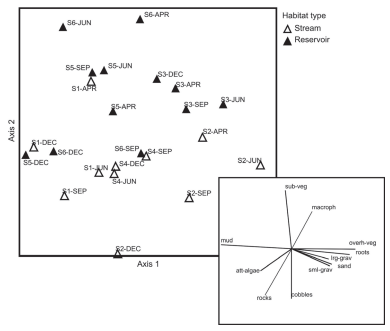 S6-JUN
S6-APR
Habitat type
Stream
Reservoir
S5-SEP
S5-JUN
S1-APR
S3-DEC
S3-APR
S5-APR
S3-SEP
S3-JUN
Axis 2
S2-APR
S1-DEC
S6-DEC
S5-DEC
S6-SEP
S4-SEP
S1-JUN
S4-DEC
S4-JUN
S2-JUN
S1-SEP
S2-SEP
S2-DEC
Axis 1
sub-veg
macroph
mud
overh-veg
roots
lrg-grav
sand
sml-grav
att-algae
rocks
cobbles